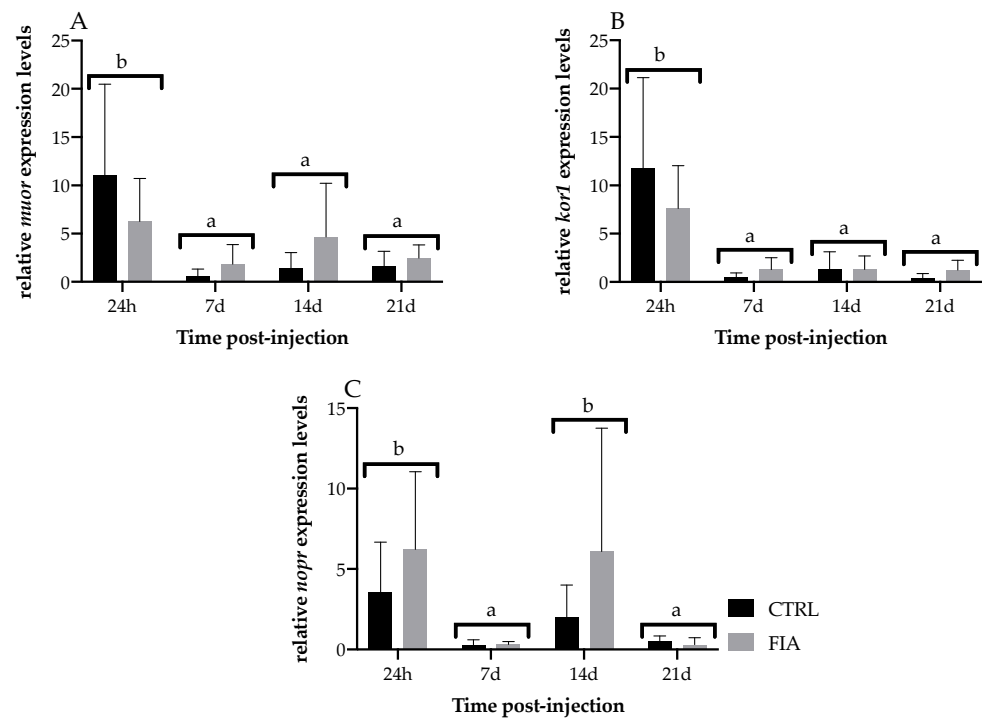 A
relative muor expression levels
25
20
15
10
5
0
b
a
a
a
24h 7d 14d 21d
Time post-injection
B
relative kor1 expression levels
25
20
15
10
5
0
b
a
a
a
24h 7d 14d 21d
Time post-injection
C
relative nopr expression levels
15
10
5
0
b
a
b
a
24h 7d 14d 21d
Time post-injection
CTRL
FIA